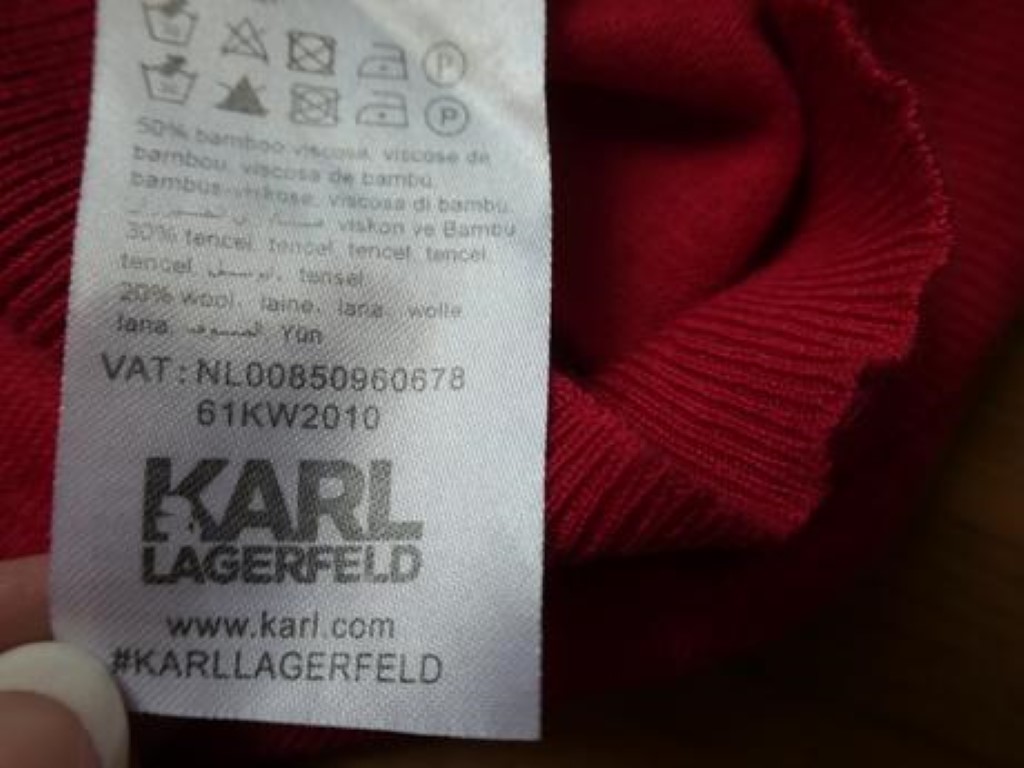 P
P
50% bamboo viscose, viscose de
bambou, viscosa de bambú,
bambus-viskose, viscosa di bambu,
viskon ve Bambu
30% tencel, tencel, tencel, tencel,
tencel, tensel
20% wool, laine, lana, wolle
lana, الصوف, Yün
VAT: NL00850960678
61KW2010
KARL
LAGERFELD
www.karl.com
#KARLLAGERFELD